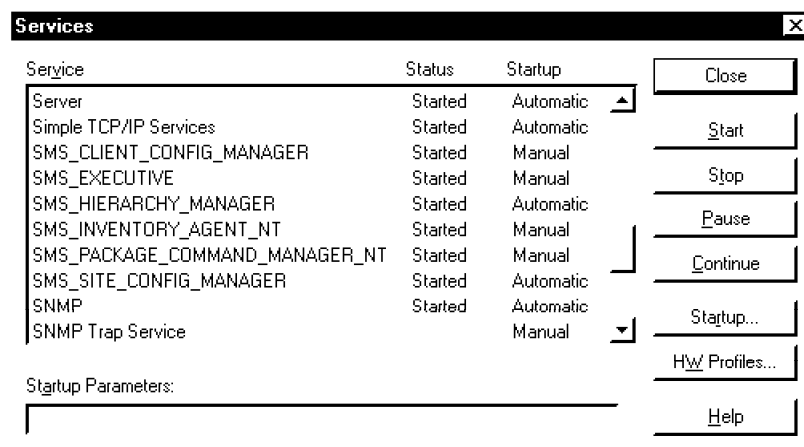 Services
Service Status Startup
Server Started Automatic
Simple TCP/IP Services Started Automatic
SMS_CLIENT_CONFIG_MANAGER Started Manual
SMS_EXECUTIVE Started Manual
SMS_HIERARCHY_MANAGER Started Automatic
SMS_INVENTORY_AGENT_NT Started Manual
SMS_PACKAGE_COMMAND_MANAGER_NT Started Manual
SMS_SITE_CONFIG_MANAGER Started Automatic
SNMP Started Automatic
SNMP Trap Service Manual
Startup Parameters:
Close
Start
Stop
Pause
Continue
Startup...
HW Profiles...
Help